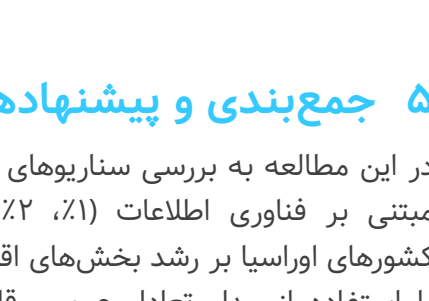 ۵ جمع‌بندی و پیشنهاده
در این مطالعه به بررسی سناریوهای
مبتنی بر فناوری اطلاعات (۱٪، ۲٪
کشورهای اوراسیا بر رشد بخش‌های اق